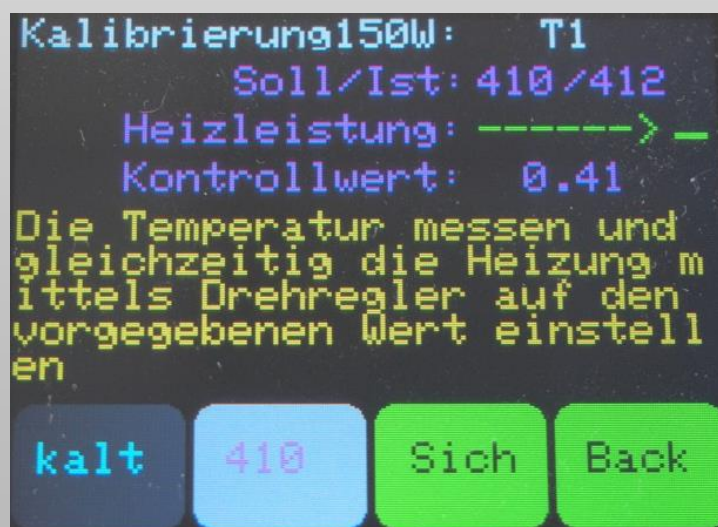 Kalibrierung150W: T1
Soll/Ist: 410/412
Heizleistung: ------> _
Kontrollwert: 0.41
Die Temperatur messen und
gleichzeitig die Heizung m
ittels Drehregler auf den
vorgegebenen Wert einstell
en
kalt 410 Sich Back